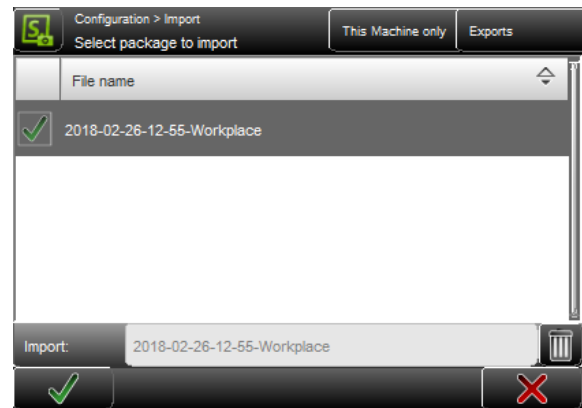 Configuration > Import
Select package to import
This Machine only
Exports
File name
2018-02-26-12-55-Workplace
Import:
2018-02-26-12-55-Workplace